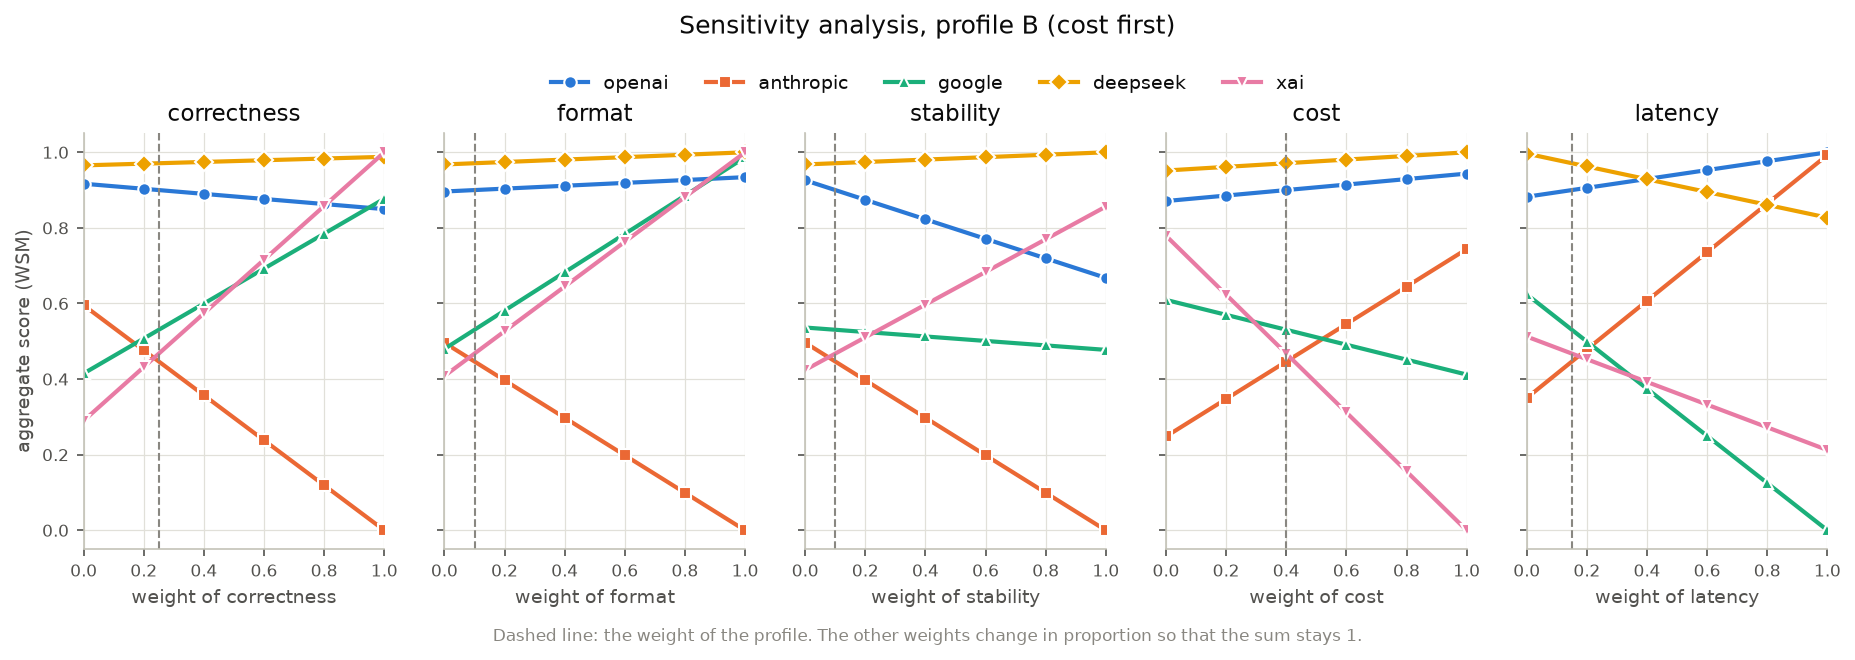 Sensitivity analysis, profile B (cost first)
openai anthropic google deepseek xai
correctness format stability cost latency
aggregate score (WSM)
1.0
0.8
0.6
0.4
0.2
0.0
0.0 0.2 0.4 0.6 0.8 1.0 0.0 0.2 0.4 0.6 0.8 1.0 0.0 0.2 0.4 0.6 0.8 1.0 0.0 0.2 0.4 0.6 0.8 1.0 0.0 0.2 0.4 0.6 0.8 1.0
weight of correctness weight of format weight of stability weight of cost weight of latency
Dashed line: the weight of the profile. The other weights change in proportion so that the sum stays 1.